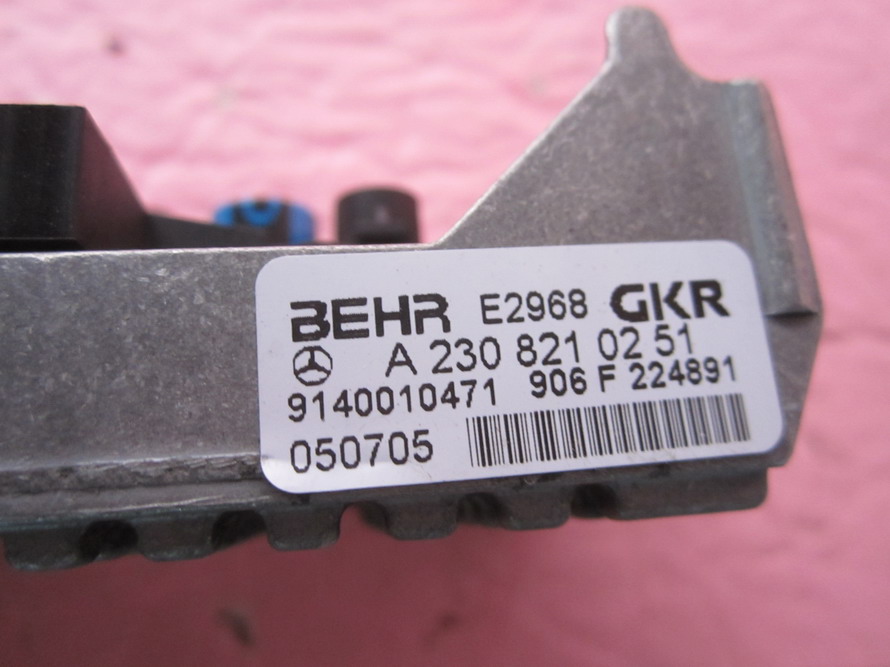 BEHR E2968 GKR
A 230 821 02 51
9140010471 906 F 224891
050705